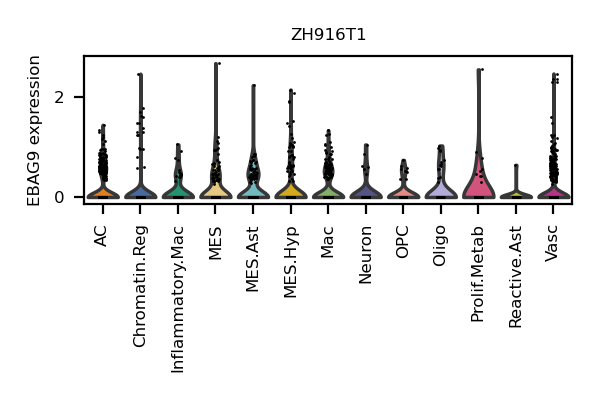 ZH916T1
EBAG9 expression
2
0
AC
Chromatin.Reg
Inflammatory.Mac
MES
MES.Ast
MES.Hyp
Mac
Neuron
OPC
Oligo
Prolif.Metab
Reactive.Ast
Vasc